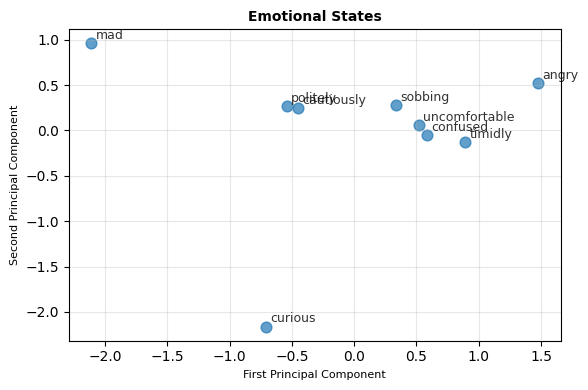 Emotional States
mad
angry
politely
cautiously
sobbing
uncomfortable
confused
timidly
curious
1.0
0.5
0.0
−0.5
−1.0
−1.5
−2.0
Second Principal Component
−2.0 −1.5 −1.0 −0.5 0.0 0.5 1.0 1.5
First Principal Component